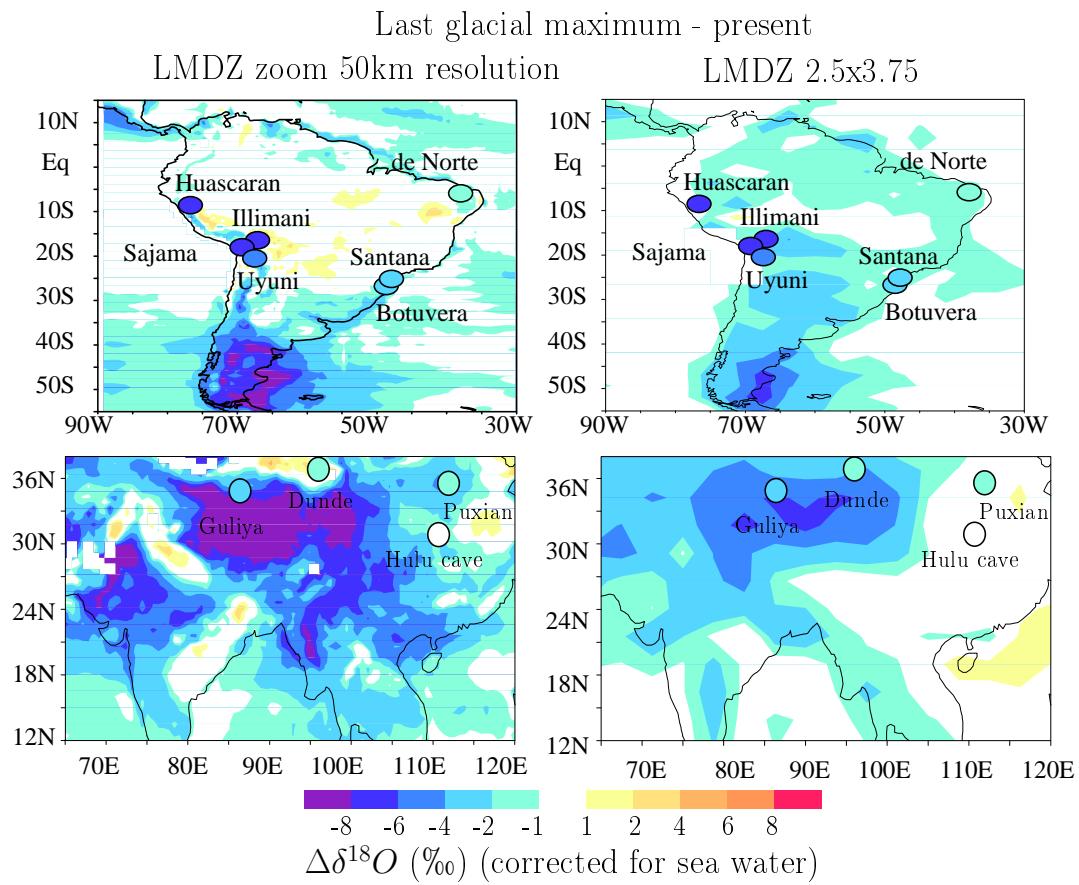 Last glacial maximum - present
LMDZ zoom 50km resolution
LMDZ 2.5x3.75
10N
Eq
10S
20S
30S
40S
50S
de Norte
Huascaran
Illimani
Sajama
Uyuni
Santana
Botuvera
90W
70W
50W
30W
10N
Eq
10S
20S
30S
40S
50S
de Norte
Huascaran
Illimani
Sajama
Uyuni
Santana
Botuvera
90W
70W
50W
30W
36N
30N
24N
18N
12N
Dunde
Guliya
Puxian
Hulu cave
70E
80E
90E
100E
110E
120E
36N
30N
24N
18N
12N
Dunde
Guliya
Puxian
Hulu cave
70E
80E
90E
100E
110E
120E
-8 -6 -4 -2 -1 1 2 4 6 8
Δδ¹⁸O (‰) (corrected for sea water)